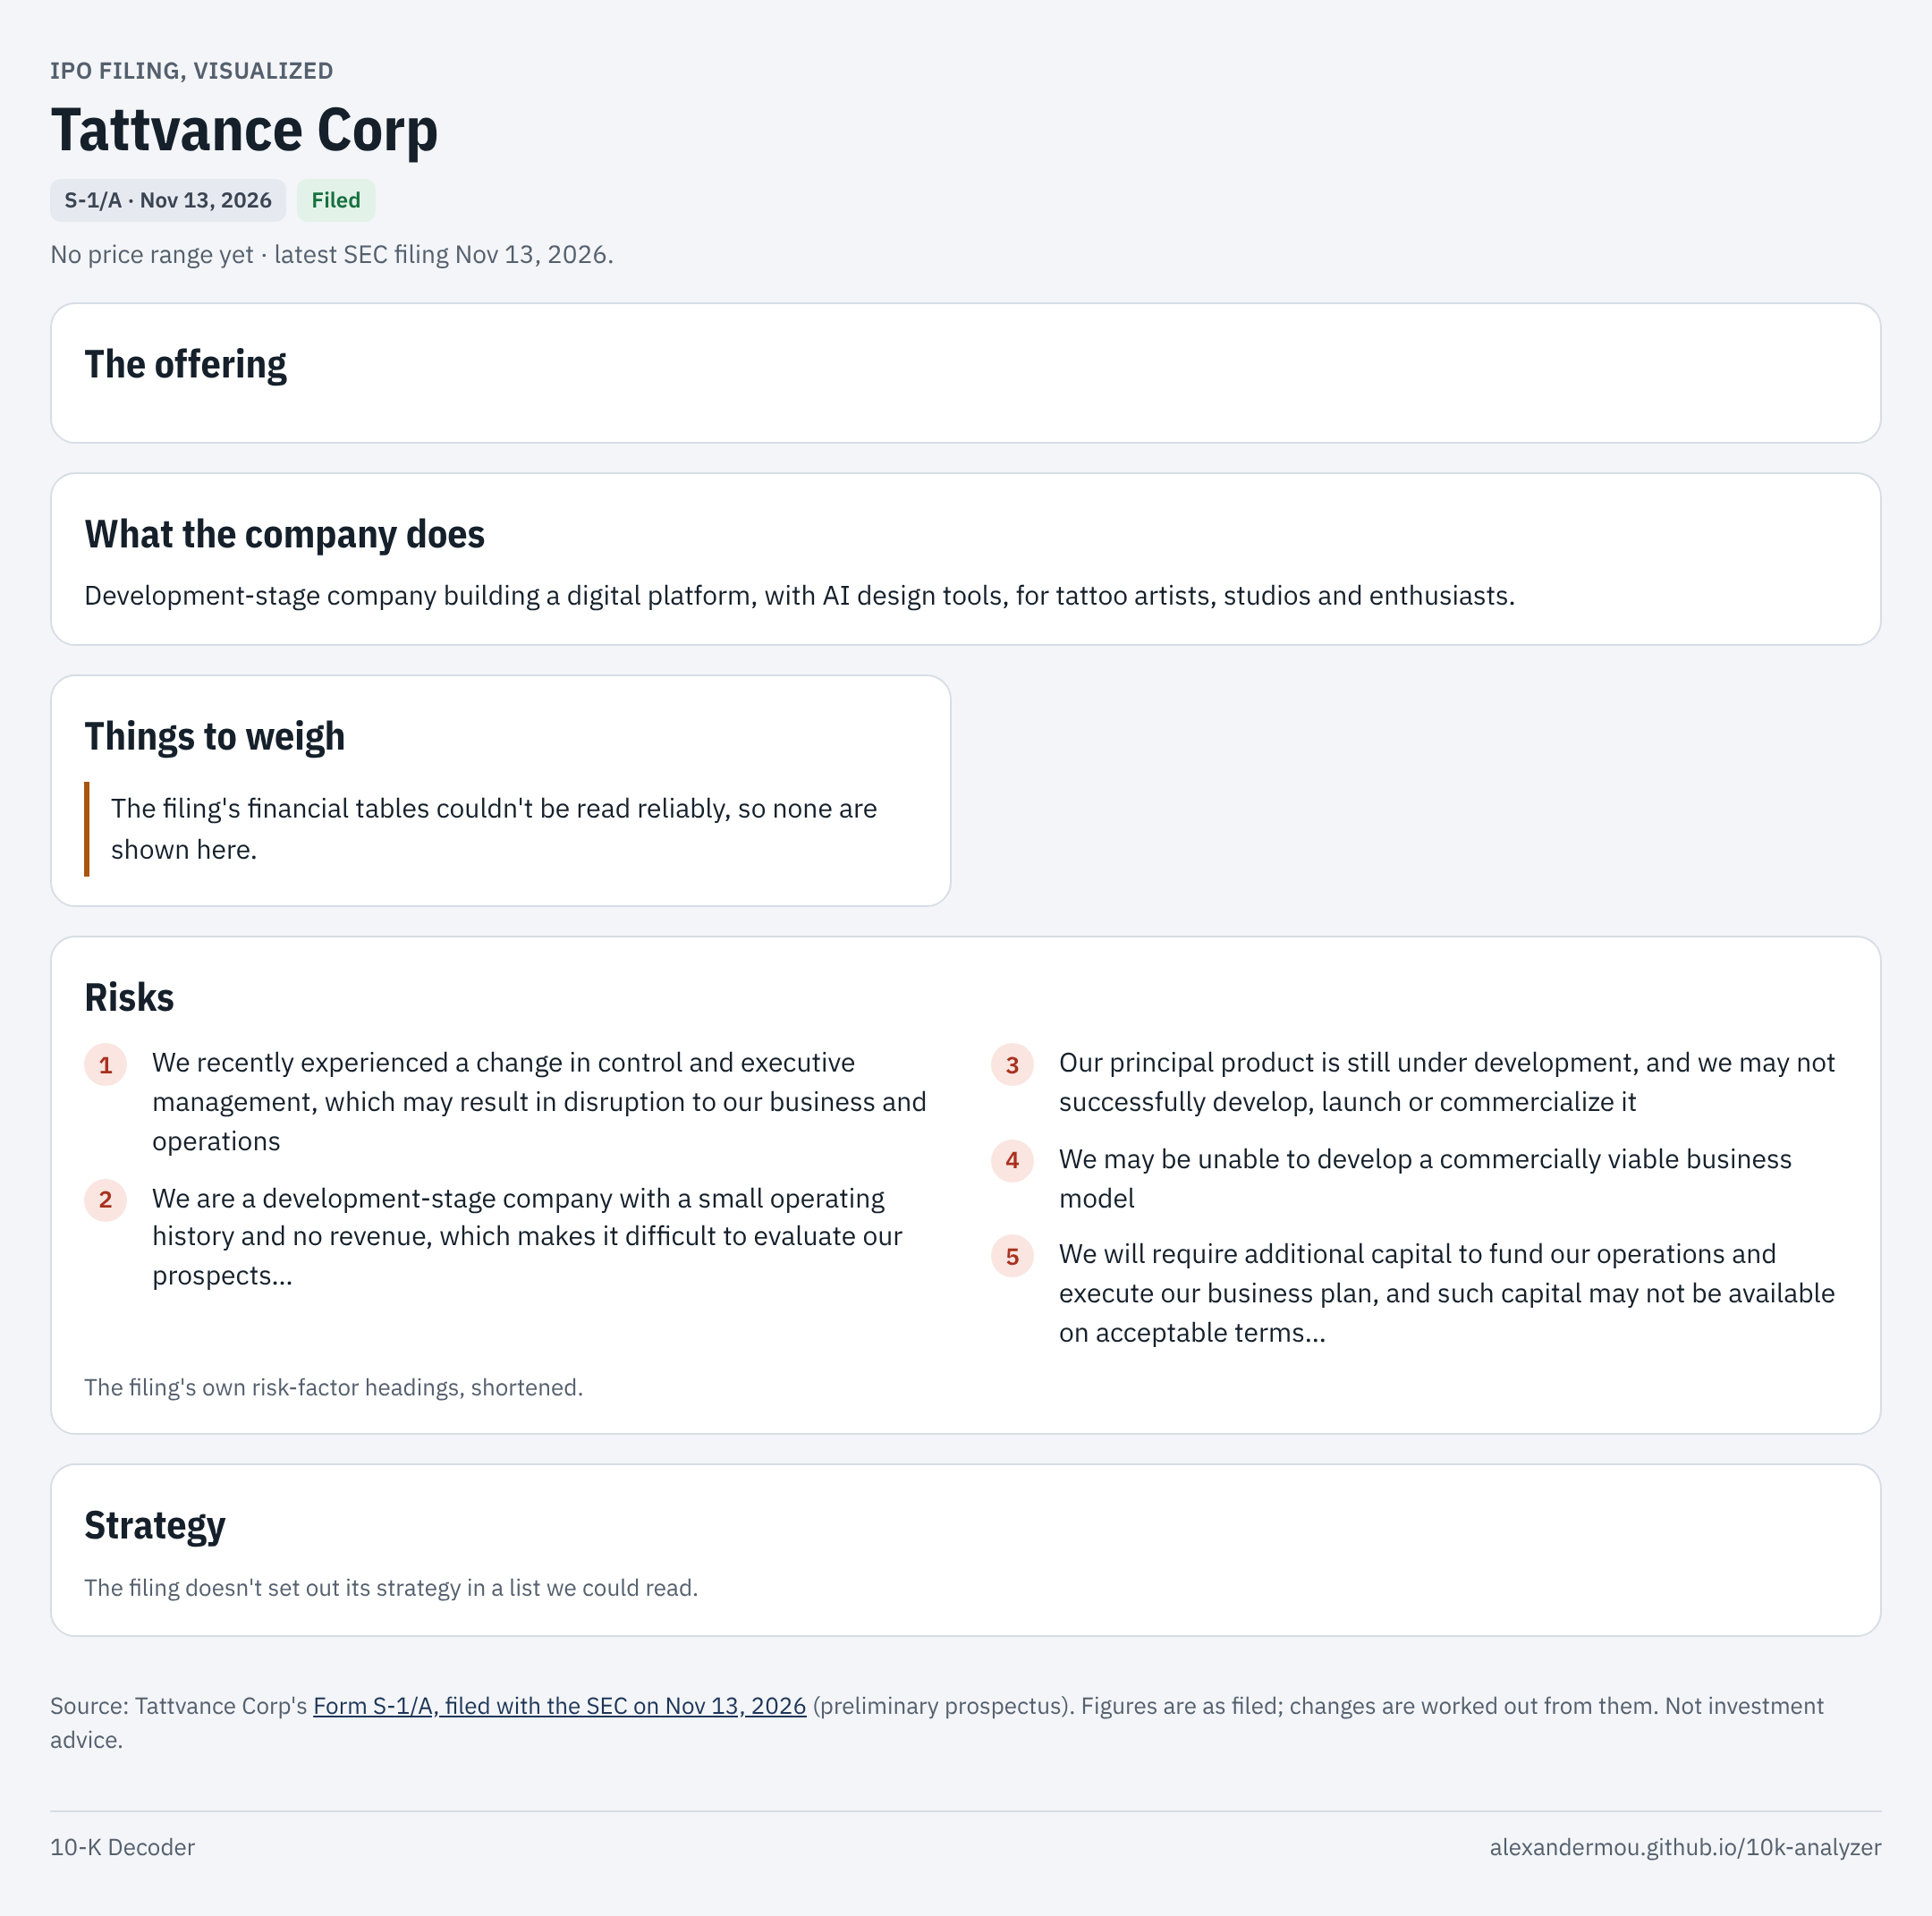 IPO FILING, VISUALIZED
Tattvance Corp
S-1/A · Nov 13, 2026
Filed
No price range yet · latest SEC filing Nov 13, 2026.
The offering
What the company does
Development-stage company building a digital platform, with AI design tools, for tattoo artists, studios and enthusiasts.
Things to weigh
The filing's financial tables couldn't be read reliably, so none are
shown here.
Risks
1
We recently experienced a change in control and executive
management, which may result in disruption to our business and
operations
2
We are a development-stage company with a small operating
history and no revenue, which makes it difficult to evaluate our
prospects...
3
Our principal product is still under development, and we may not
successfully develop, launch or commercialize it
4
We may be unable to develop a commercially viable business
model
5
We will require additional capital to fund our operations and
execute our business plan, and such capital may not be available
on acceptable terms...
The filing's own risk-factor headings, shortened.
Strategy
The filing doesn't set out its strategy in a list we could read.
Source: Tattvance Corp's Form S-1/A, filed with the SEC on Nov 13, 2026 (preliminary prospectus). Figures are as filed; changes are worked out from them. Not investment
advice.
10-K Decoder
alexandermou.github.io/10k-analyzer